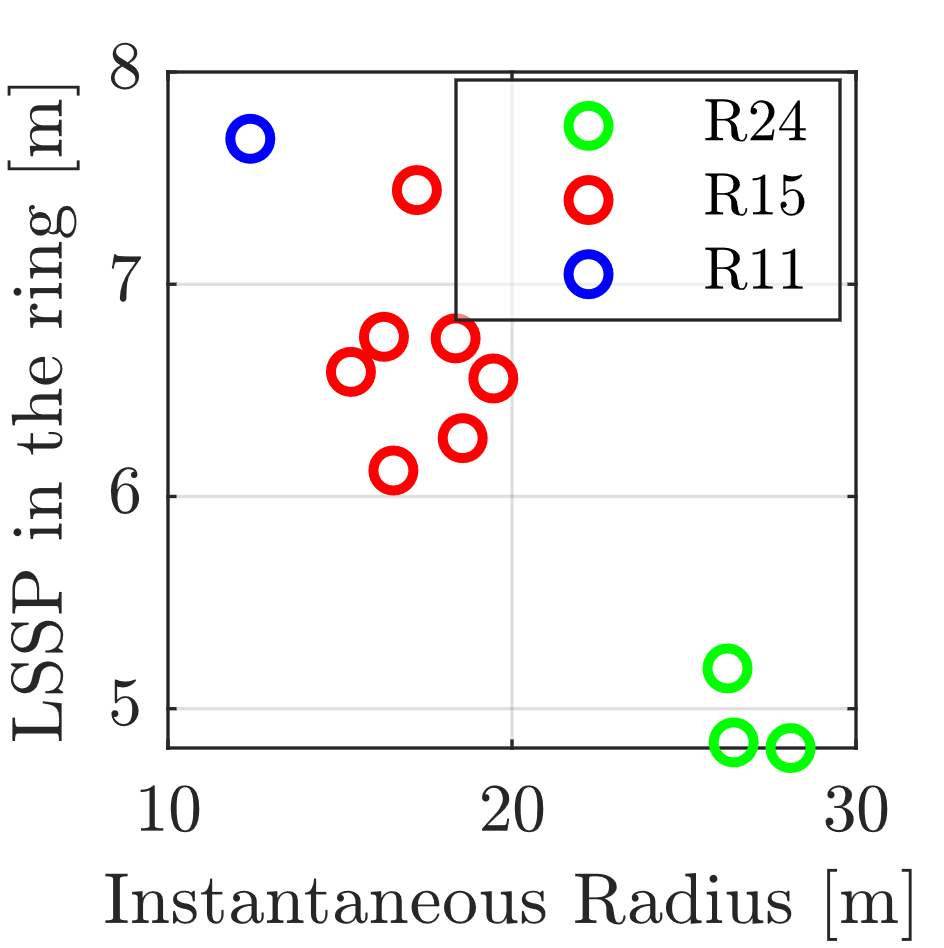 LSSP in the ring [m]
8
7
6
5
R24
R15
R11
10 20 30
Instantaneous Radius [m]